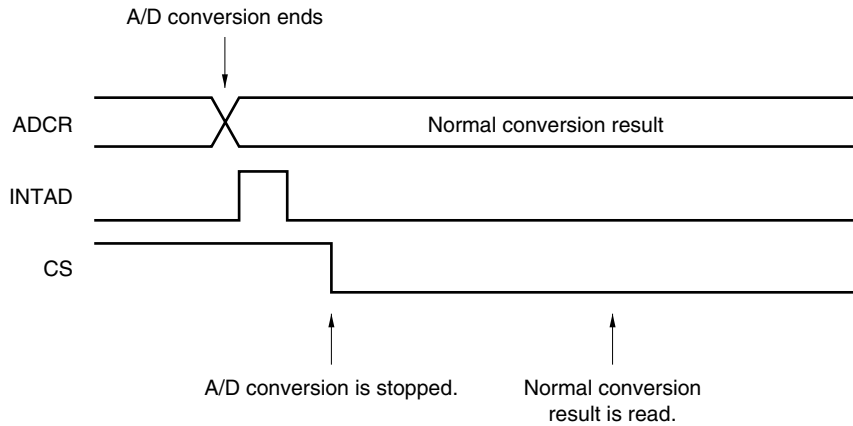 A/D conversion ends
ADCR
Normal conversion result
INTAD
CS
A/D conversion is stopped.
Normal conversion
result is read.